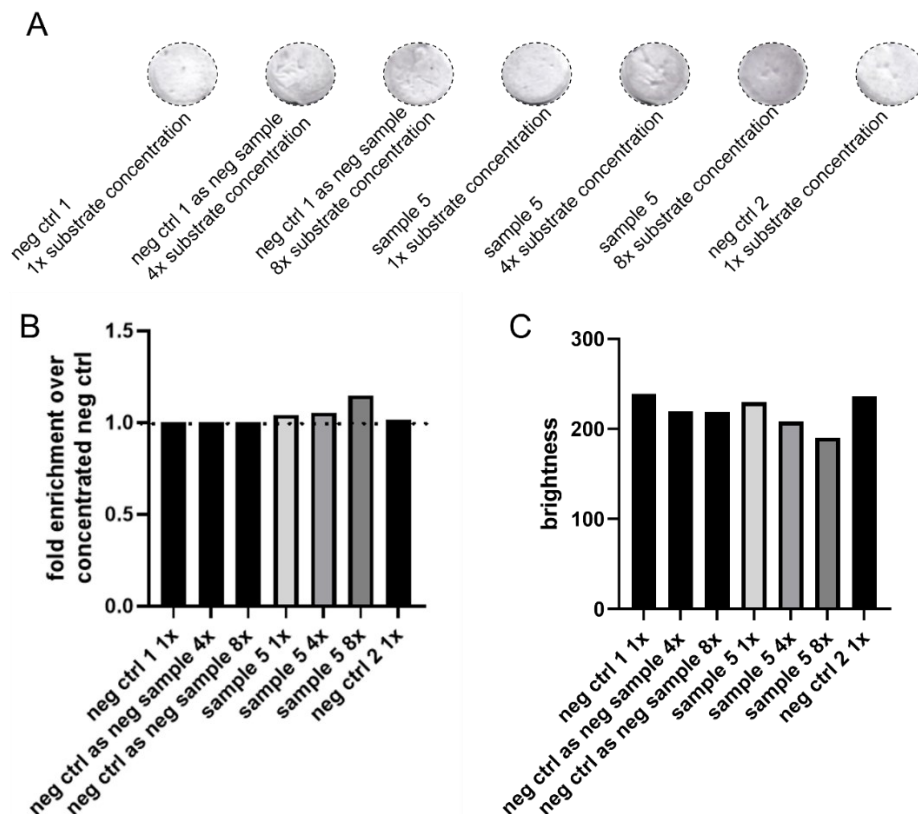 A
neg ctrl 1
1x substrate concentration
neg ctrl 1 as neg sample
4x substrate concentration
neg ctrl 1 as neg sample
8x substrate concentration
sample 5
1x substrate concentration
sample 5
4x substrate concentration
sample 5
8x substrate concentration
neg ctrl 2
1x substrate concentration
B
fold enrichment over
concentrated neg ctrl
1.5
1.0
0.5
0.0
neg ctrl 1 1x
neg ctrl as neg sample 4x
neg ctrl as neg sample 8x
sample 5 1x
sample 5 4x
sample 5 8x
neg ctrl 2 1x
C
brightness
300
200
100
0
neg ctrl 1 1x
neg ctrl as neg sample 4x
neg ctrl as neg sample 8x
sample 5 1x
sample 5 4x
sample 5 8x
neg ctrl 2 1x